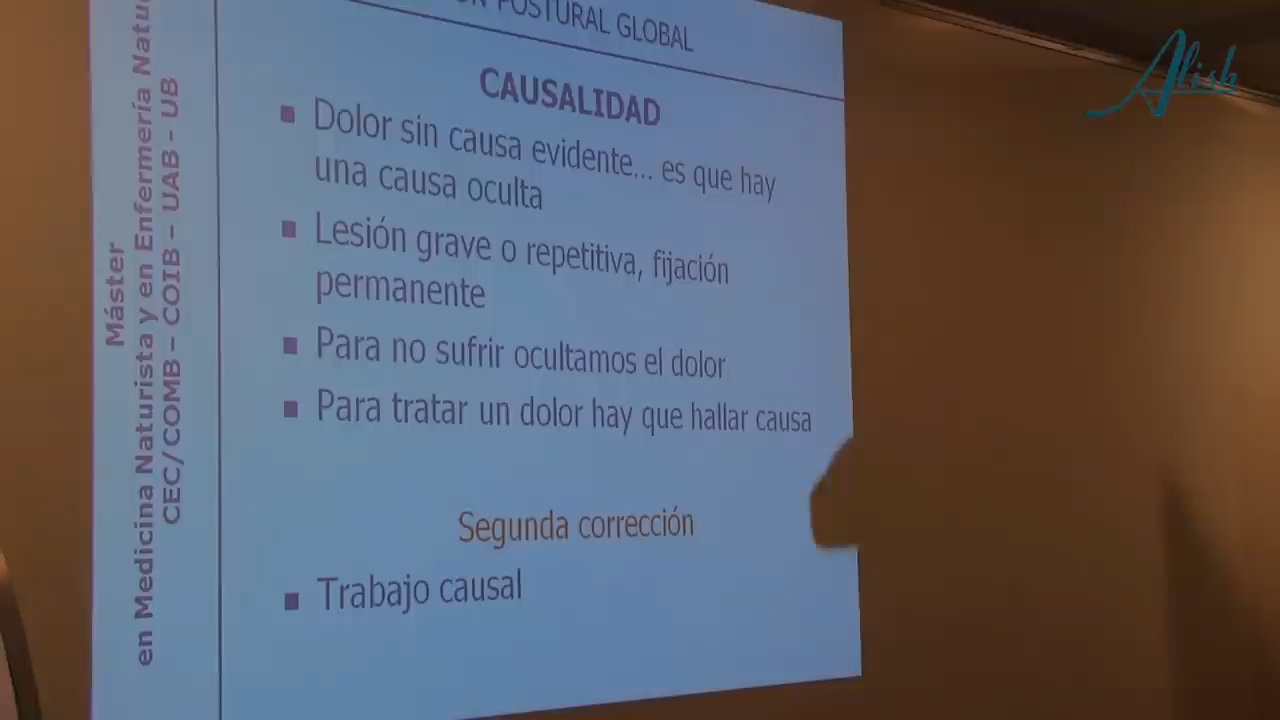 POSTURAL GLOBAL
CAUSALIDAD
▪ Dolor sin causa evidente... es que hay
una causa oculta
▪ Lesión grave o repetitiva, fijación
permanente
▪ Para no sufrir ocultamos el dolor
▪ Para tratar un dolor hay que hallar causa
Segunda corrección
▪ Trabajo causal
Máster
en Medicina Naturista y en Enfermería
CEC/COMB – COIB – UAB - UB
Alish